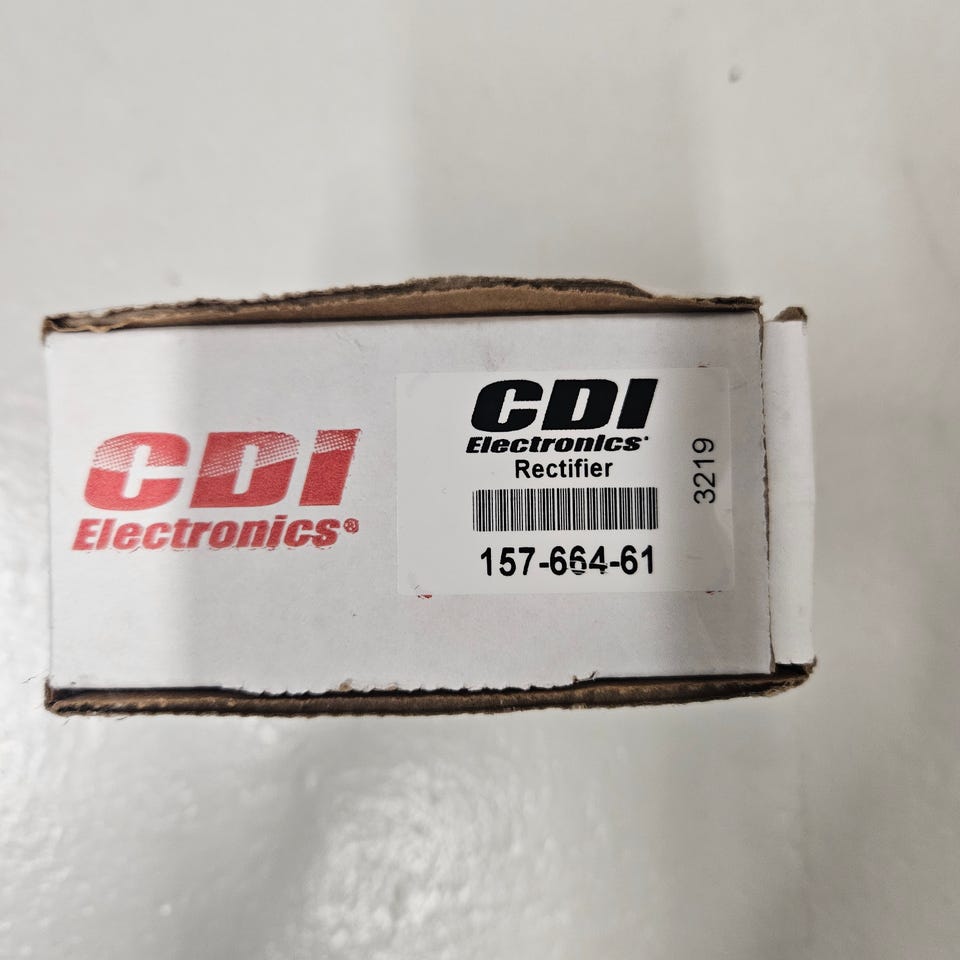 CDI
Electronics®
CDI
Electronics
Rectifier
157-664-61
3219